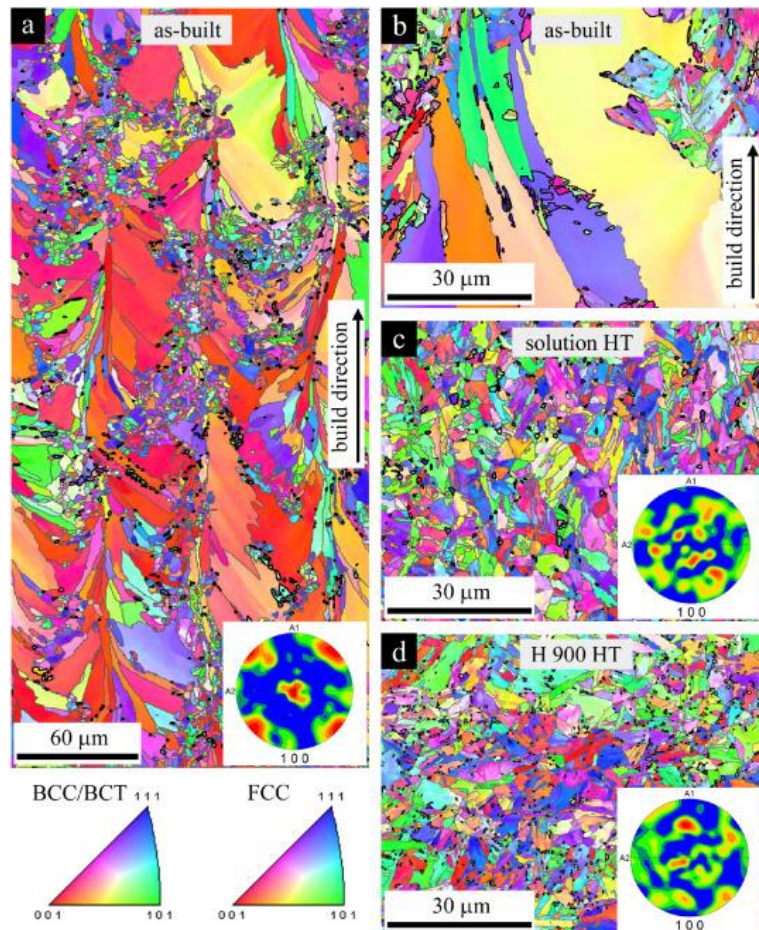 a
as-built
build direction
A1
A2
1 0 0
60 μm
b
as-built
build direction
30 μm
c
solution HT
A1
A2
1 0 0
30 μm
d
H 900 HT
A1
A2
1 0 0
30 μm
BCC/BCT
1 1 1
0 0 1
1 0 1
FCC
1 1 1
0 0 1
1 0 1